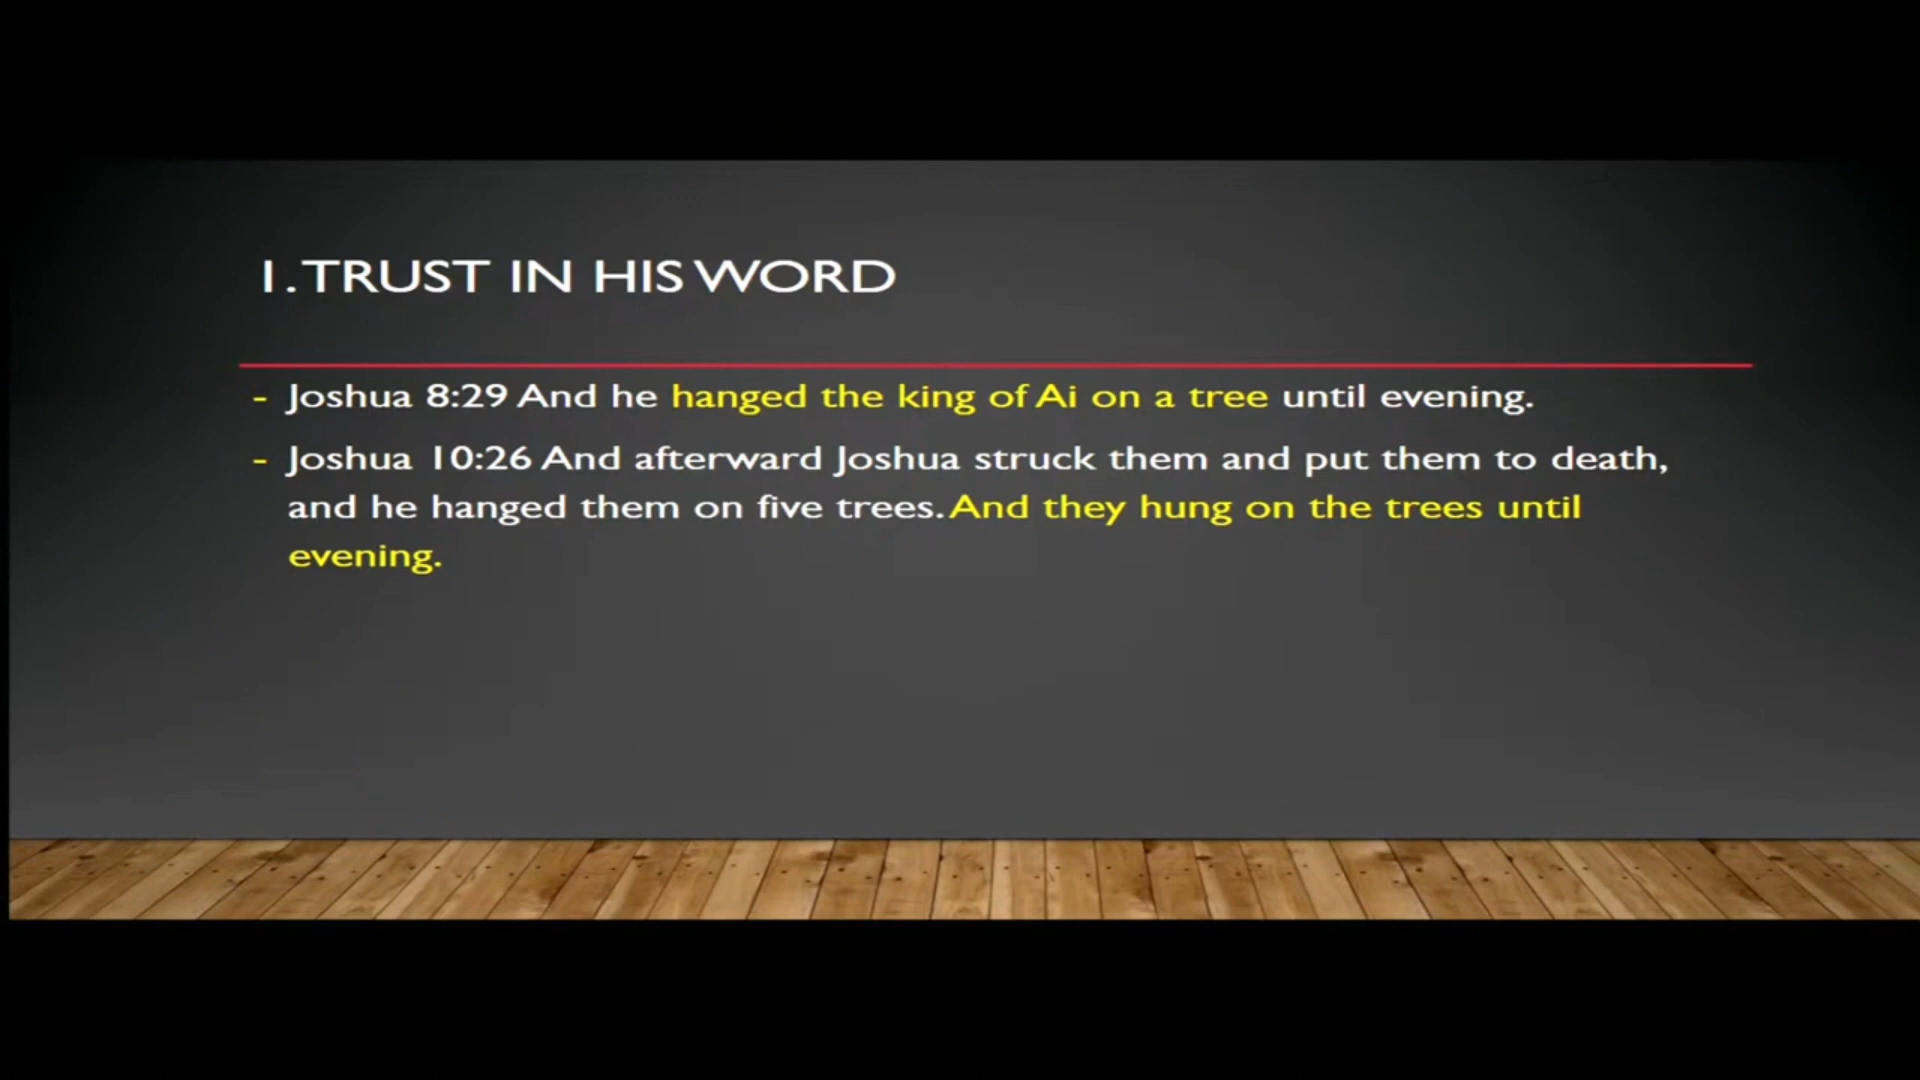 1. TRUST IN HIS WORD
- Joshua 8:29 And he hanged the king of Ai on a tree until evening.
- Joshua 10:26 And afterward Joshua struck them and put them to death,
and he hanged them on five trees. And they hung on the trees until
evening.